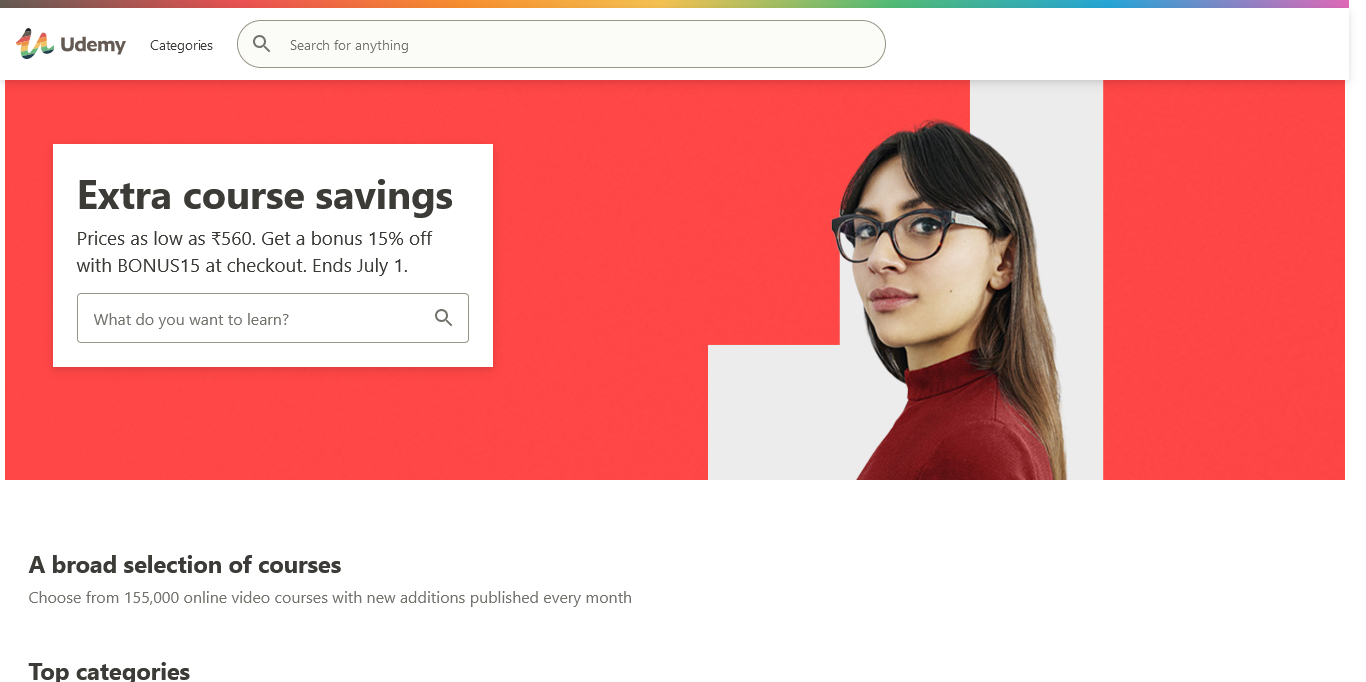 Udemy
Categories
Search for anything
Extra course savings
Prices as low as ₹560. Get a bonus 15% off
with BONUS15 at checkout. Ends July 1.
What do you want to learn?
A broad selection of courses
Choose from 155,000 online video courses with new additions published every month
Top categories